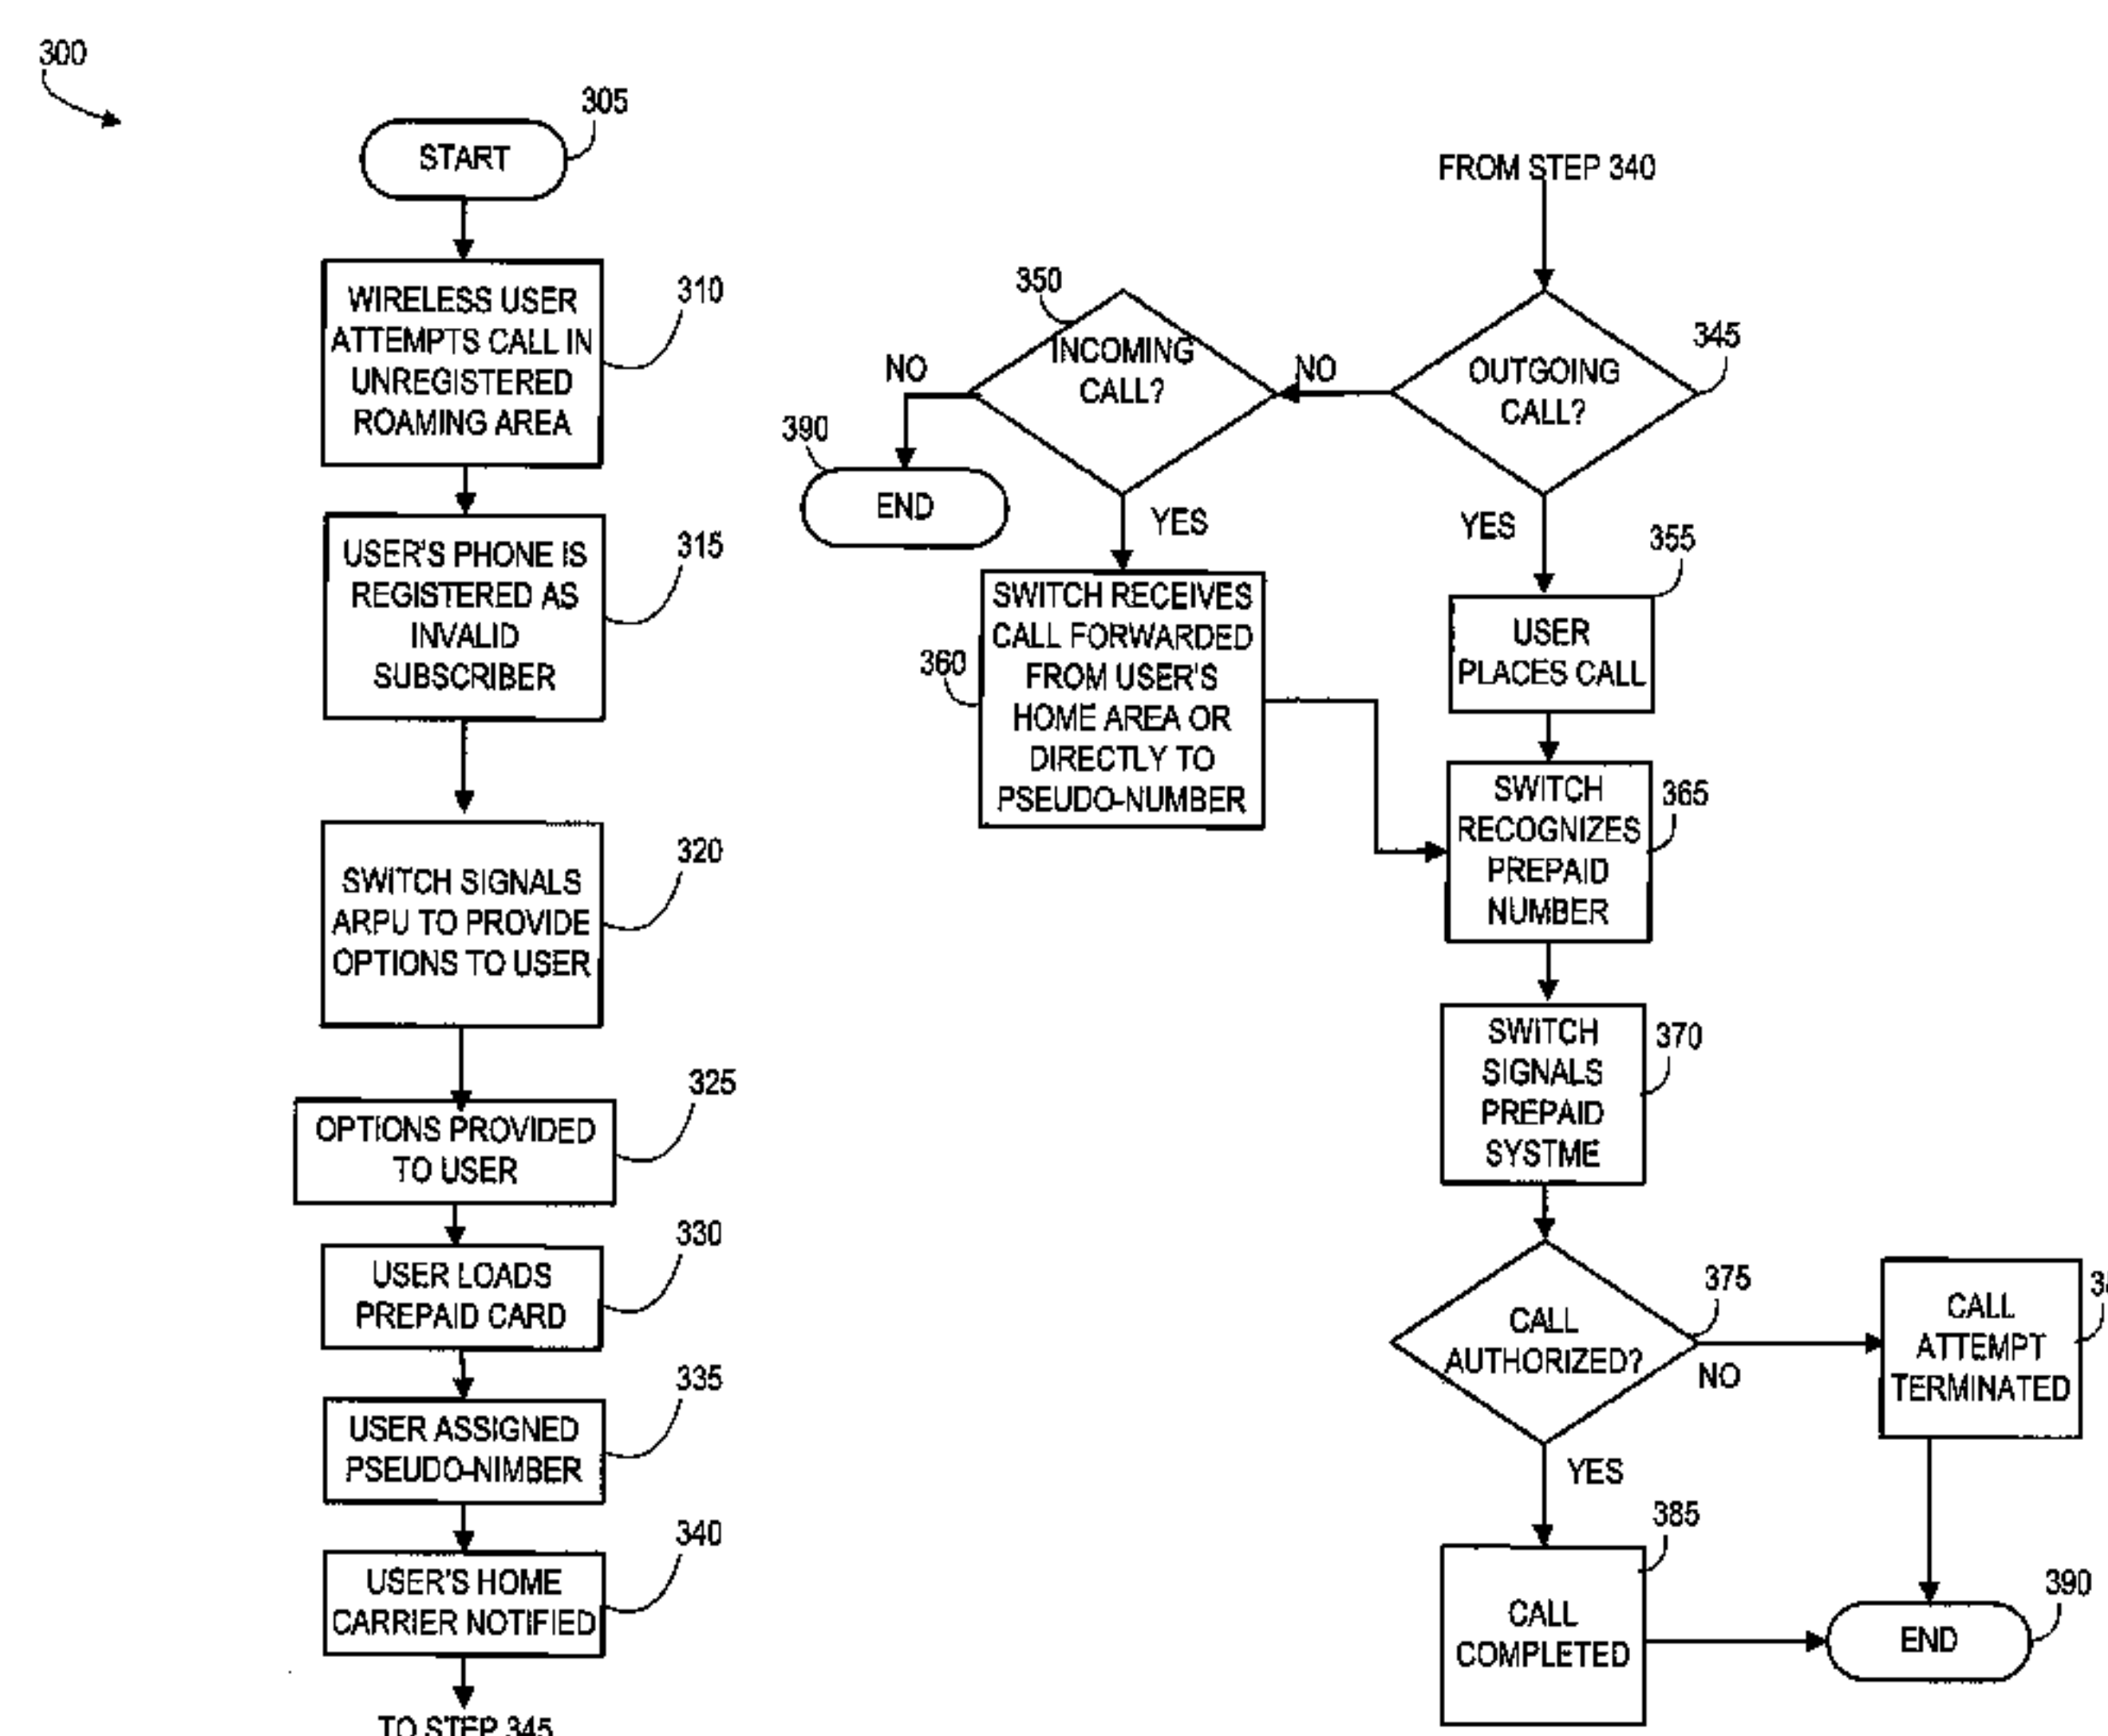 300
305
START
WIRELESS USER
ATTEMPTS CALL IN
UNREGISTERED
ROAMING AREA
310
USER'S PHONE IS
REGISTERED AS
INVALID
SUBSCRIBER
315
SWITCH SIGNALS
ARPU TO PROVIDE
OPTIONS TO USER
320
OPTIONS PROVIDED
TO USER
325
USER LOADS
PREPAID CARD
330
USER ASSIGNED
PSEUDO-NIMBER
335
USER'S HOME
CARRIER NOTIFIED
340
TO STEP 345
FROM STEP 340
OUTGOING
CALL?
345
NO
YES
INCOMING
CALL?
350
NO
YES
390
END
SWITCH RECEIVES
CALL FORWARDED
FROM USER'S
HOME AREA OR
DIRECTLY TO
PSEUDO-NUMBER
360
355
USER
PLACES CALL
SWITCH
RECOGNIZES
PREPAID
NUMBER
365
SWITCH
SIGNALS
PREPAID
SYSTME
370
CALL
AUTHORIZED?
375
NO
YES
CALL
ATTEMPT
TERMINATED
385
CALL
COMPLETED
390
END